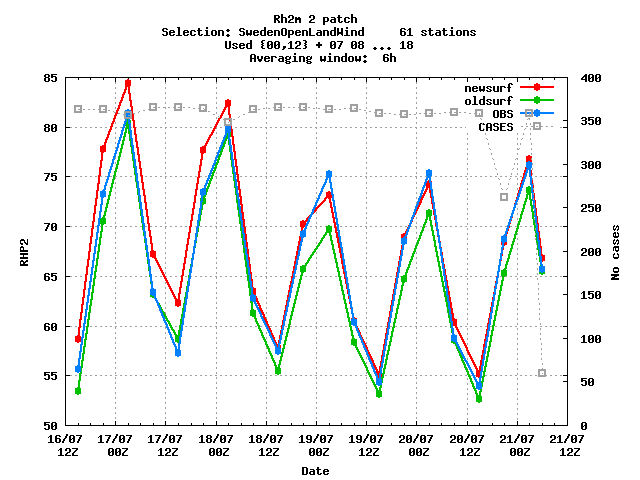 Rh2m 2 patch
Selection: SwedenOpenLandWind 61 stations
Used {00,12} + 07 08 ... 18
Averaging window: 6h
85 400
newsurf
oldsurf
OBS
CASES
80 350
75 300
70 250
RHP2
No cases
65 200
60 150
55 100
50
50 0
16/07 17/07 17/07 18/07 18/07 19/07 19/07 20/07 20/07 21/07 21/07
12Z 00Z 12Z 00Z 12Z 00Z 12Z 00Z 12Z 00Z 12Z
Date